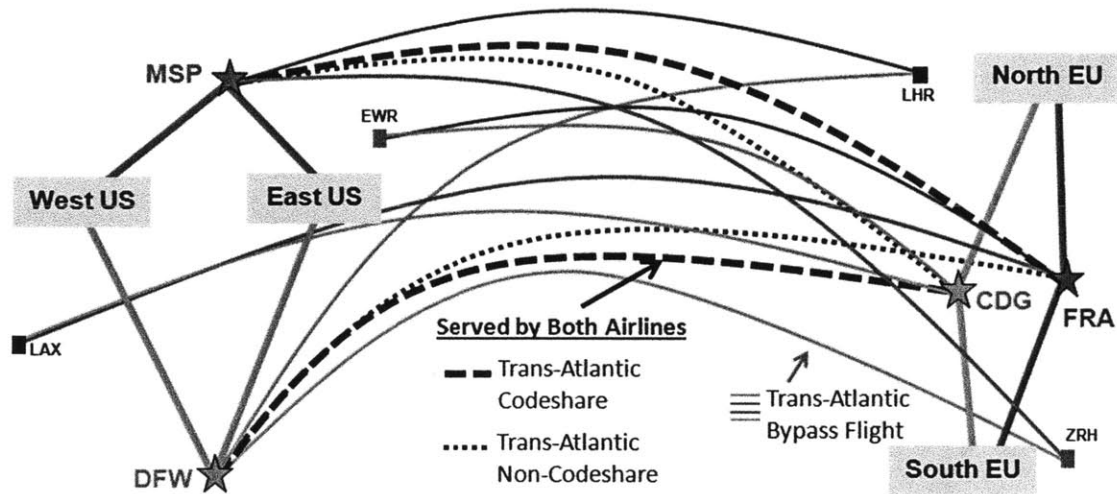 MSP
EWR
LHR
North EU
West US
East US
CDG
FRA
LAX
Served by Both Airlines
Trans-Atlantic
Codeshare
Trans-Atlantic
Non-Codeshare
Trans-Atlantic
Bypass Flight
ZRH
South EU
DFW